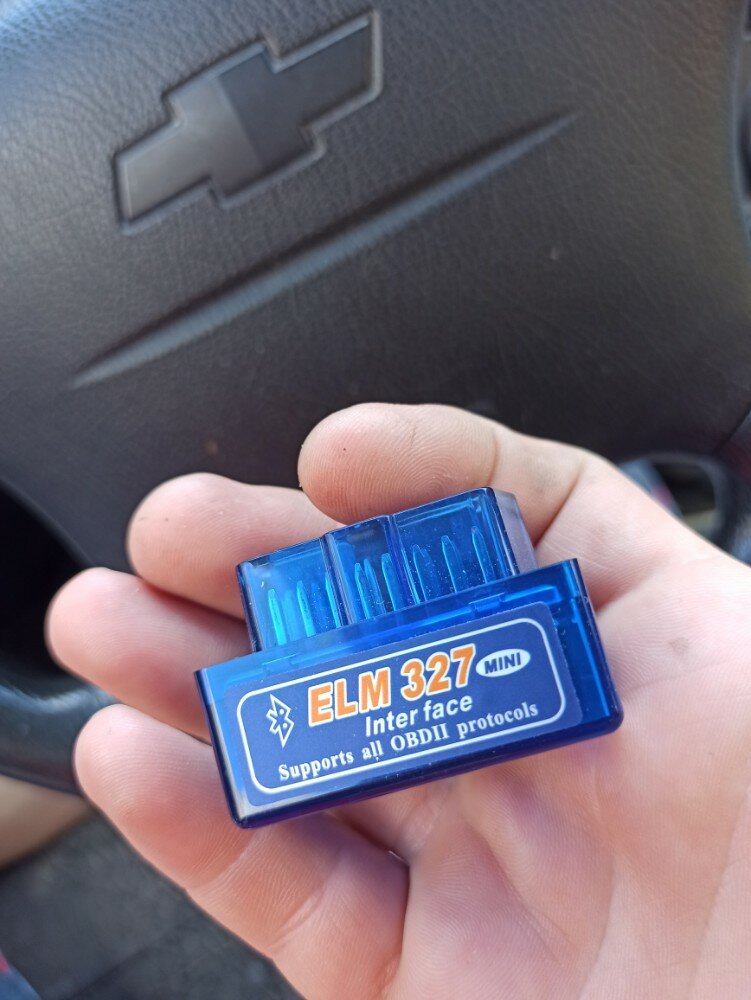 ELM 327 MINI
Inter face
Supports all OBDII protocols